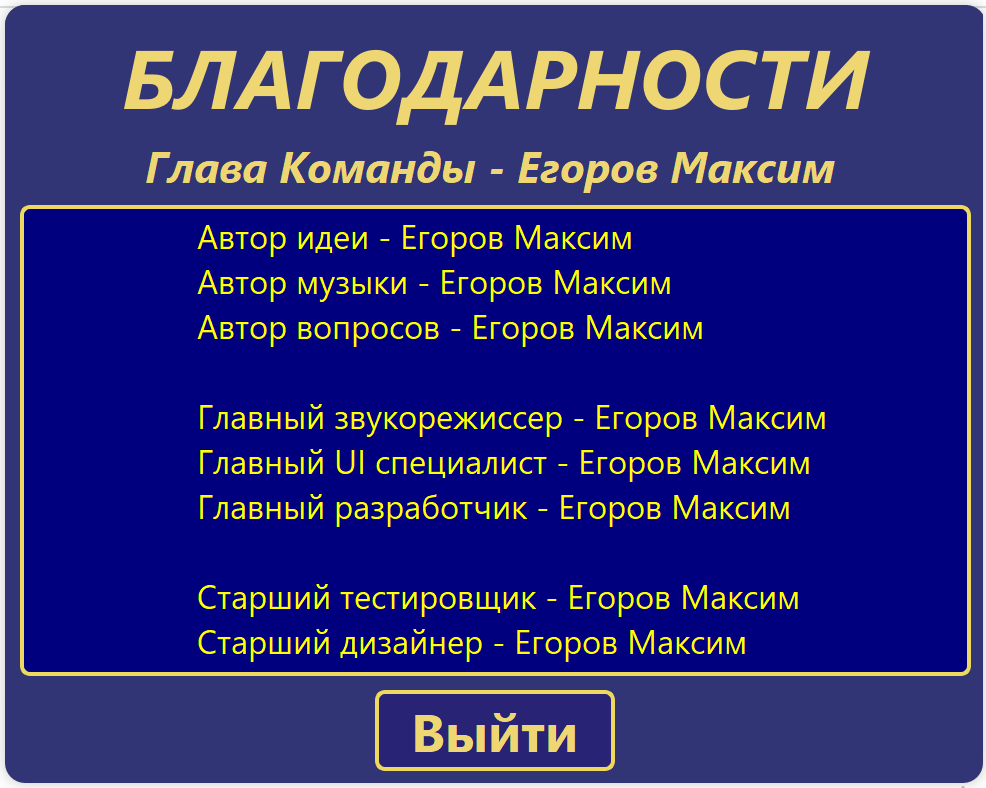 БЛАГОДАРНОСТИ
Глава Команды - Егоров Максим
Автор идеи - Егоров Максим
Автор музыки - Егоров Максим
Автор вопросов - Егоров Максим
Главный звукорежиссер - Егоров Максим
Главный UI специалист - Егоров Максим
Главный разработчик - Егоров Максим
Старший тестировщик - Егоров Максим
Старший дизайнер - Егоров Максим
Выйти